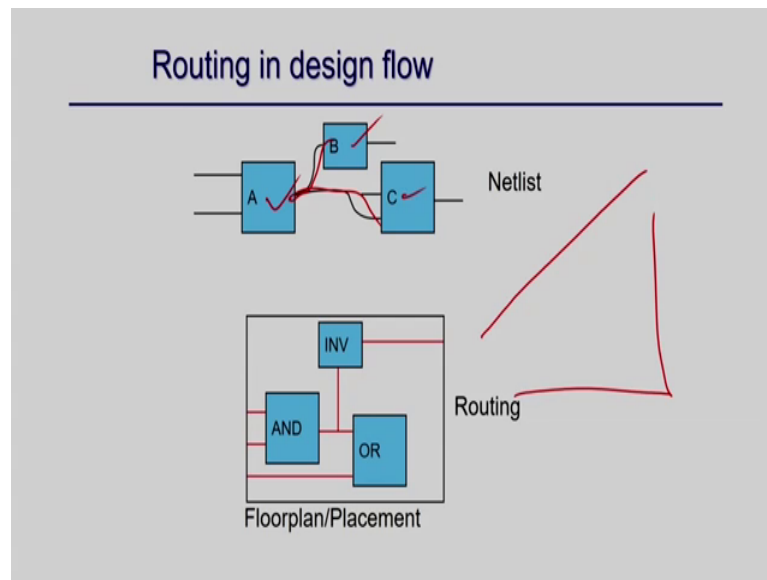 Routing in design flow
B
A
C
Netlist
INV
AND
OR
Routing
Floorplan/Placement